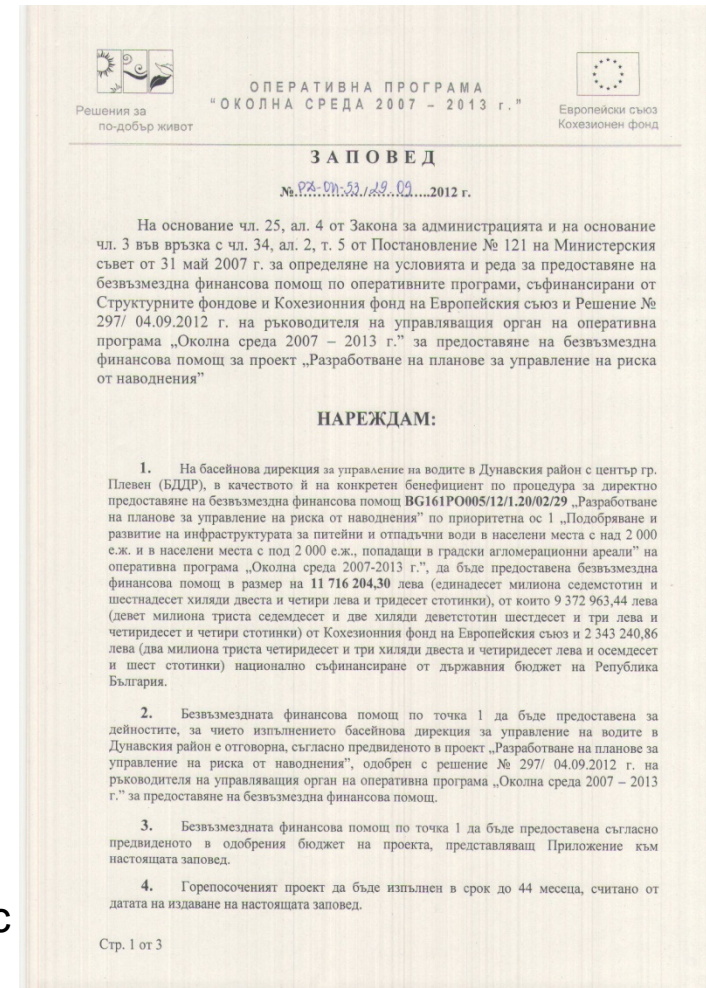 ОПЕРАТИВНА ПРОГРАМА
"ОКОЛНА СРЕДА 2007 – 2013 г."
Решения за
по-добър живот
Европейски съюз
Кохезионен фонд
ЗАПОВЕД
№ РД-ОП-53/29.09....2012 г.
На основание чл. 25, ал. 4 от Закона за администрацията и на основание
чл. 3 във връзка с чл. 34, ал. 2, т. 5 от Постановление № 121 на Министерския
съвет от 31 май 2007 г. за определяне на условията и реда за предоставяне на
безвъзмездна финансова помощ по оперативните програми, съфинансирани от
Структурните фондове и Кохезионния фонд на Европейския съюз и Решение №
297/ 04.09.2012 г. на ръководителя на управляващия орган на оперативна
програма „Околна среда 2007 – 2013 г.” за предоставяне на безвъзмездна
финансова помощ за проект „Разработване на планове за управление на риска
от наводнения”
НАРЕЖДАМ:
1. На басейнова дирекция за управление на водите в Дунавския район с център гр.
Плевен (БДДР), в качеството й на конкретен бенефициент по процедура за директно
предоставяне на безвъзмездна финансова помощ BG161PO005/12/1.20/02/29 „Разработване
на планове за управление на риска от наводнения” по приоритетна ос 1 „Подобряване и
развитие на инфраструктурата за питейни и отпадъчни води в населени места с над 2 000
е.ж. и в населени места с под 2 000 е.ж., попадащи в градски агломерационни ареали” на
оперативна програма „Околна среда 2007-2013 г.”, да бъде предоставена безвъзмездна
финансова помощ в размер на 11 716 204,30 лева (единадесет милиона седемстотин и
шестнадесет хиляди двеста и четири лева и тридесет стотинки), от които 9 372 963,44 лева
(девет милиона триста седемдесет и две хиляди деветстотин шестдесет и три лева и
четиридесет и четири стотинки) от Кохезионния фонд на Европейския съюз и 2 343 240,86
лева (два милиона триста четиридесет и три хиляди двеста и четиридесет лева и осемдесет
и шест стотинки) национално съфинансиране от държавния бюджет на Република
България.
2. Безвъзмездната финансова помощ по точка 1 да бъде предоставена за
дейностите, за чието изпълнението басейнова дирекция за управление на водите в
Дунавския район е отговорна, съгласно предвиденото в проект „Разработване на планове за
управление на риска от наводнения”, одобрен с решение № 297/ 04.09.2012 г. на
ръководителя на управляващия орган на оперативна програма „Околна среда 2007 – 2013
г.” за предоставяне на безвъзмездна финансова помощ.
3. Безвъзмездната финансова помощ по точка 1 да бъде предоставена съгласно
предвиденото в одобрения бюджет на проекта, представляващ Приложение към
настоящата заповед.
4. Горепосоченият проект да бъде изпълнен в срок до 44 месеца, считано от
датата на издаване на настоящата заповед.
с
Стр. 1 от 3